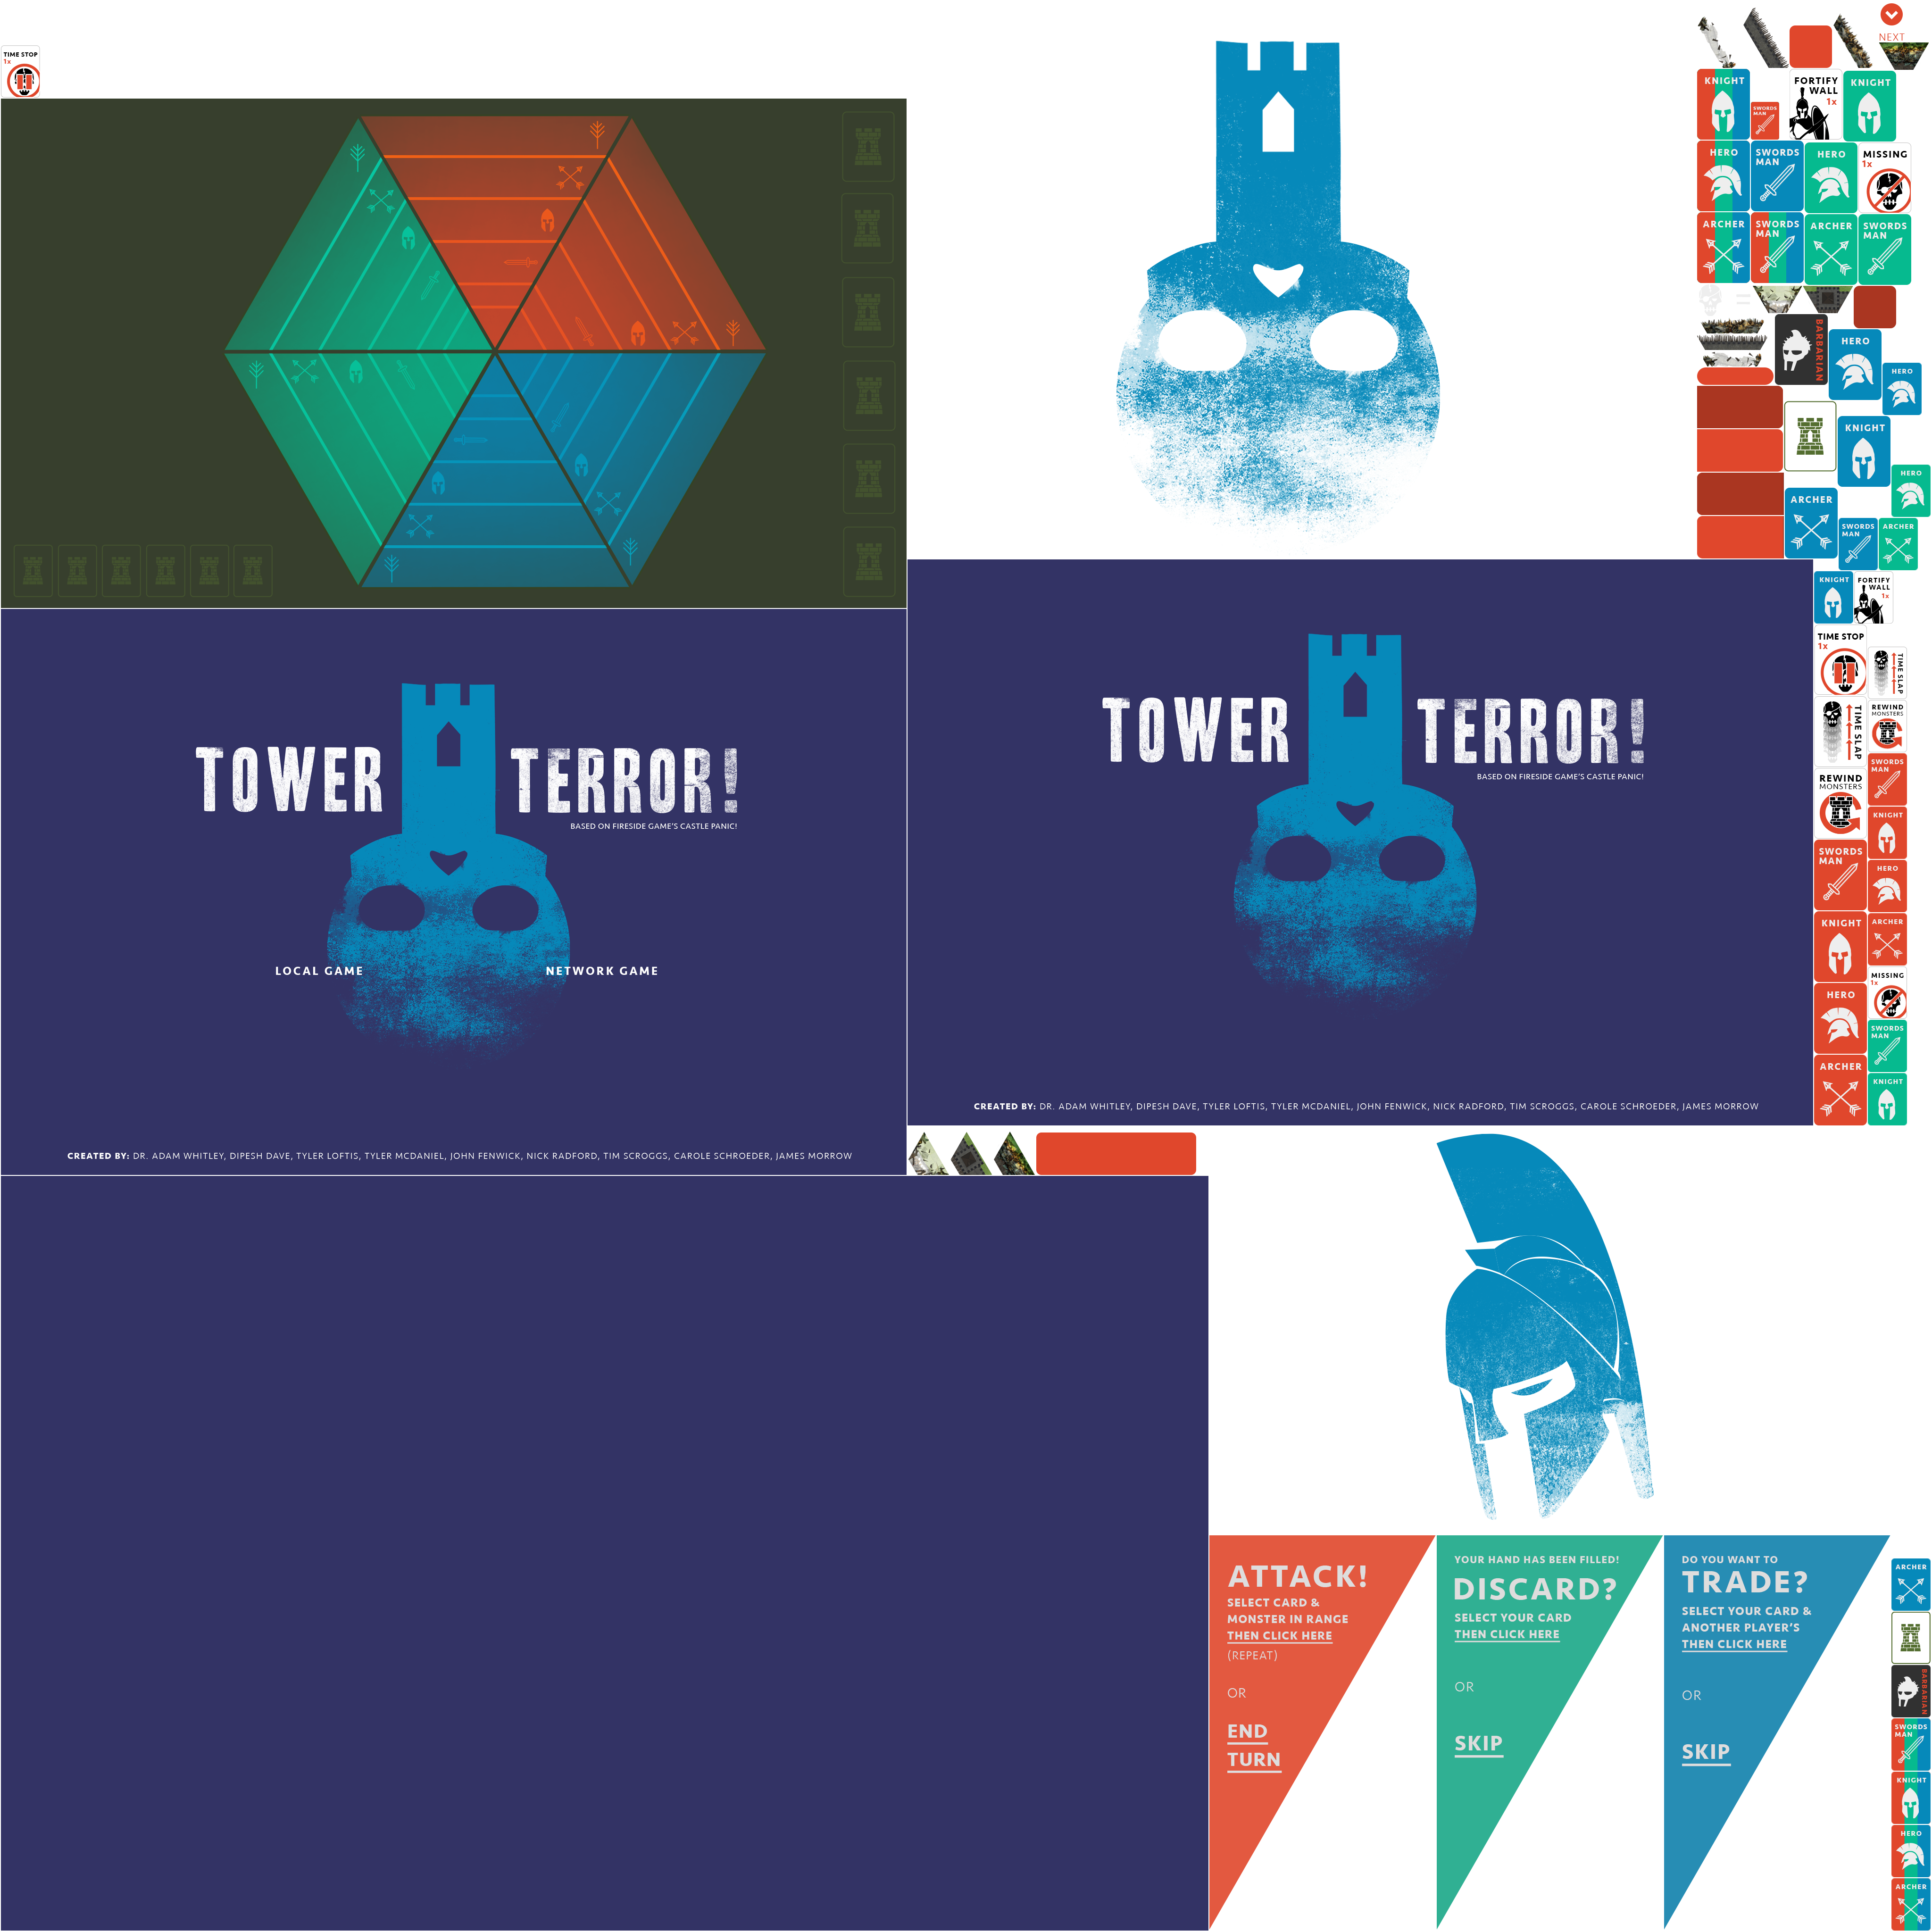 TIME STOP
1x
NEXT
KNIGHT
SWORDS
MAN
FORTIFY
WALL
1x
KNIGHT
HERO
SWORDS
MAN
HERO
MISSING
1x
ARCHER
SWORDS
MAN
ARCHER
SWORDS
MAN
BARBARIAN
HERO
HERO
KNIGHT
HERO
ARCHER
SWORDS
MAN
ARCHER
KNIGHT
FORTIFY
WALL
1x
TIME STOP
1x
TIME SLAP
TIME SLAP
REWIND
MONSTERS
REWIND
MONSTERS
SWORDS
MAN
KNIGHT
SWORDS
MAN
HERO
KNIGHT
ARCHER
MISSING
1x
HERO
SWORDS
MAN
ARCHER
KNIGHT
TOWER TERROR!
BASED ON FIRESIDE GAME'S CASTLE PANIC!
LOCAL GAME
NETWORK GAME
CREATED BY: DR. ADAM WHITLEY, DIPESH DAVE, TYLER LOFTIS, TYLER MCDANIEL, JOHN FENWICK, NICK RADFORD, TIM SCROGGS, CAROLE SCHROEDER, JAMES MORROW
TOWER TERROR!
BASED ON FIRESIDE GAME'S CASTLE PANIC!
CREATED BY: DR. ADAM WHITLEY, DIPESH DAVE, TYLER LOFTIS, TYLER MCDANIEL, JOHN FENWICK, NICK RADFORD, TIM SCROGGS, CAROLE SCHROEDER, JAMES MORROW
ATTACK!
SELECT CARD &
MONSTER IN RANGE
THEN CLICK HERE
(REPEAT)
OR
END
TURN
YOUR HAND HAS BEEN FILLED!
DISCARD?
SELECT YOUR CARD
THEN CLICK HERE
OR
SKIP
DO YOU WANT TO
TRADE?
SELECT YOUR CARD &
ANOTHER PLAYER'S
THEN CLICK HERE
OR
SKIP
ARCHER
BARBARIAN
SWORDS
MAN
KNIGHT
HERO
ARCHER